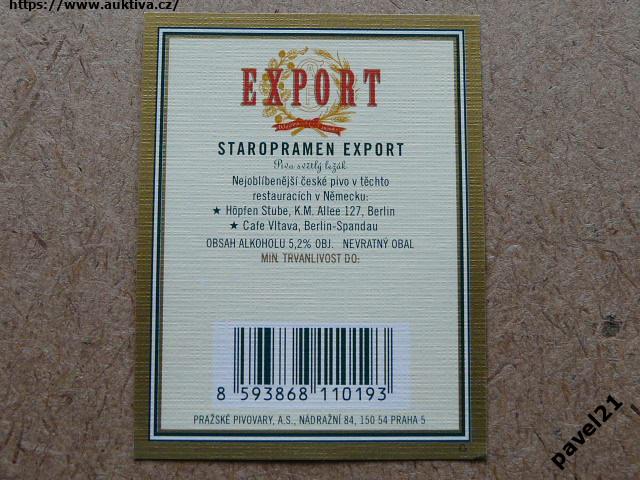 https://www.auktiva.cz/
EXPORT
STAROPRAMEN EXPORT
Pivo světlý ležák
Nejoblíbenější české pivo v těchto
restauracích v Německu:
★ Höpfen Stube, K.M. Allee 127, Berlin
★ Cafe Vltava, Berlin-Spandau
OBSAH ALKOHOLU 5,2% OBJ. NEVRATNÝ OBAL
MIN. TRVANLIVOST DO:
8 593868 110193
PRAŽSKÉ PIVOVARY, A.S., NÁDRAŽNÍ 84, 150 54 PRAHA 5
G
pavel21